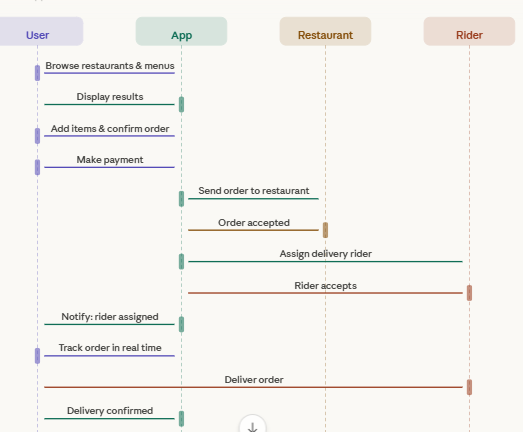 User
App
Restaurant
Rider
Browse restaurants & menus
Display results
Add items & confirm order
Make payment
Send order to restaurant
Order accepted
Assign delivery rider
Rider accepts
Notify: rider assigned
Track order in real time
Deliver order
Delivery confirmed